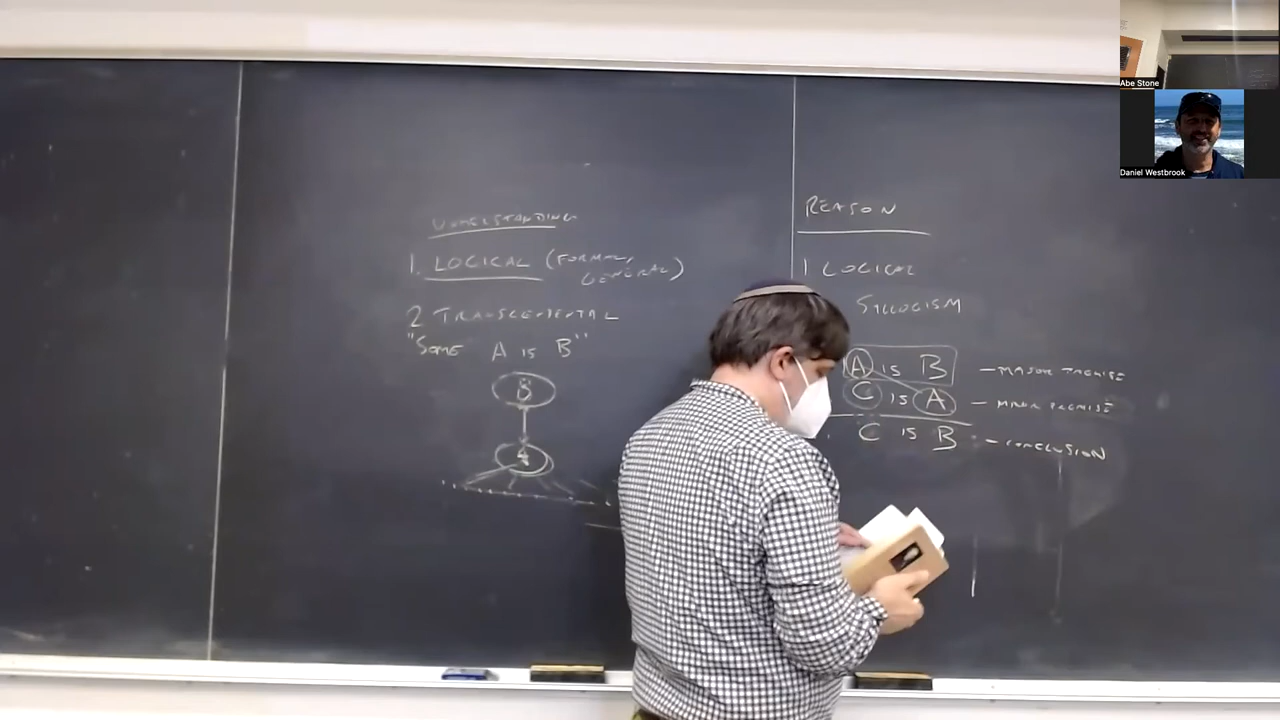 Abe Stone
Daniel Westbrook
UNDERSTANDING
1. LOGICAL (FORMAL,
GENERAL)
2 TRANSCENDENTAL
"SOME A IS B"
B
A
REASON
1 LOGICAL
SYLLOGISM
A IS B — MAJOR PREMISE
C IS A — MINOR PREMISE
C IS B — CONCLUSION